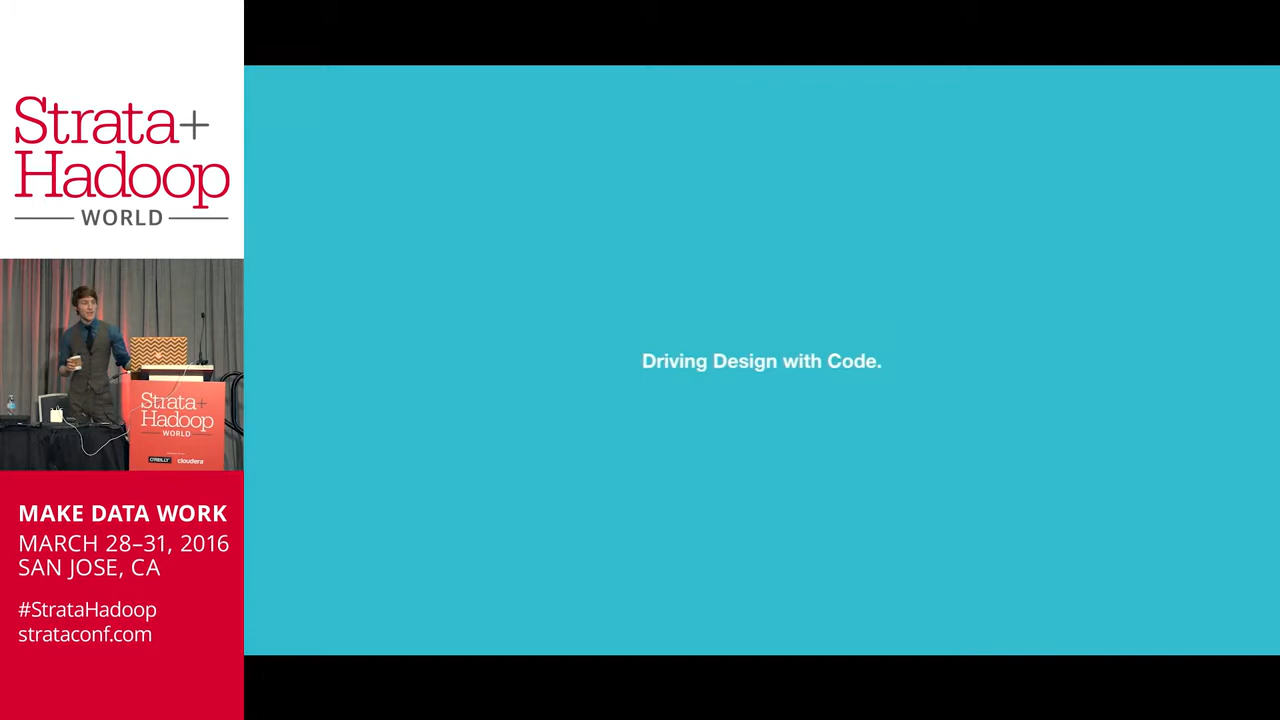 Strata+
Hadoop
WORLD
Strata+
Hadoop
WORLD
O'REILLY
cloudera
MAKE DATA WORK
MARCH 28–31, 2016
SAN JOSE, CA
#StrataHadoop
strataconf.com
Driving Design with Code.